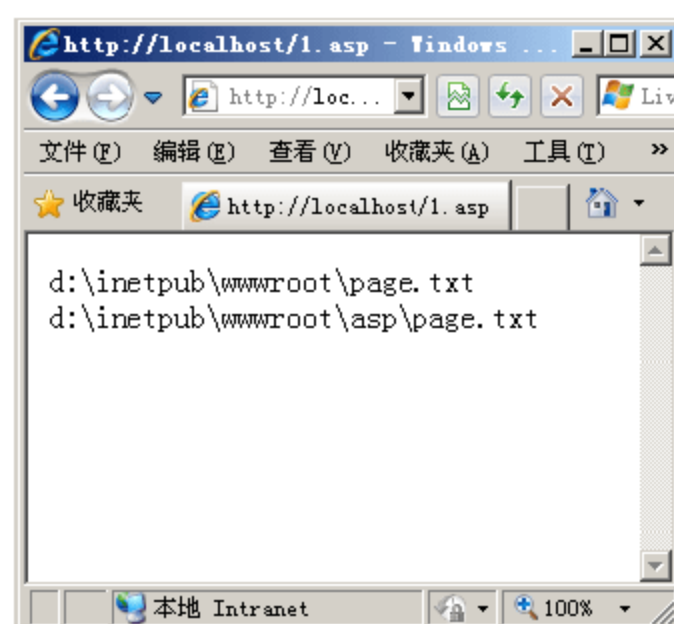 http://localhost/1.asp - Windows ...
http://loc...
Liv
文件(F) 编辑(E) 查看(V) 收藏夹(A) 工具(T) »
收藏夹 http://localhost/1.asp
d:\inetpub\wwwroot\page.txt
d:\inetpub\wwwroot\asp\page.txt
本地 Intranet 100%